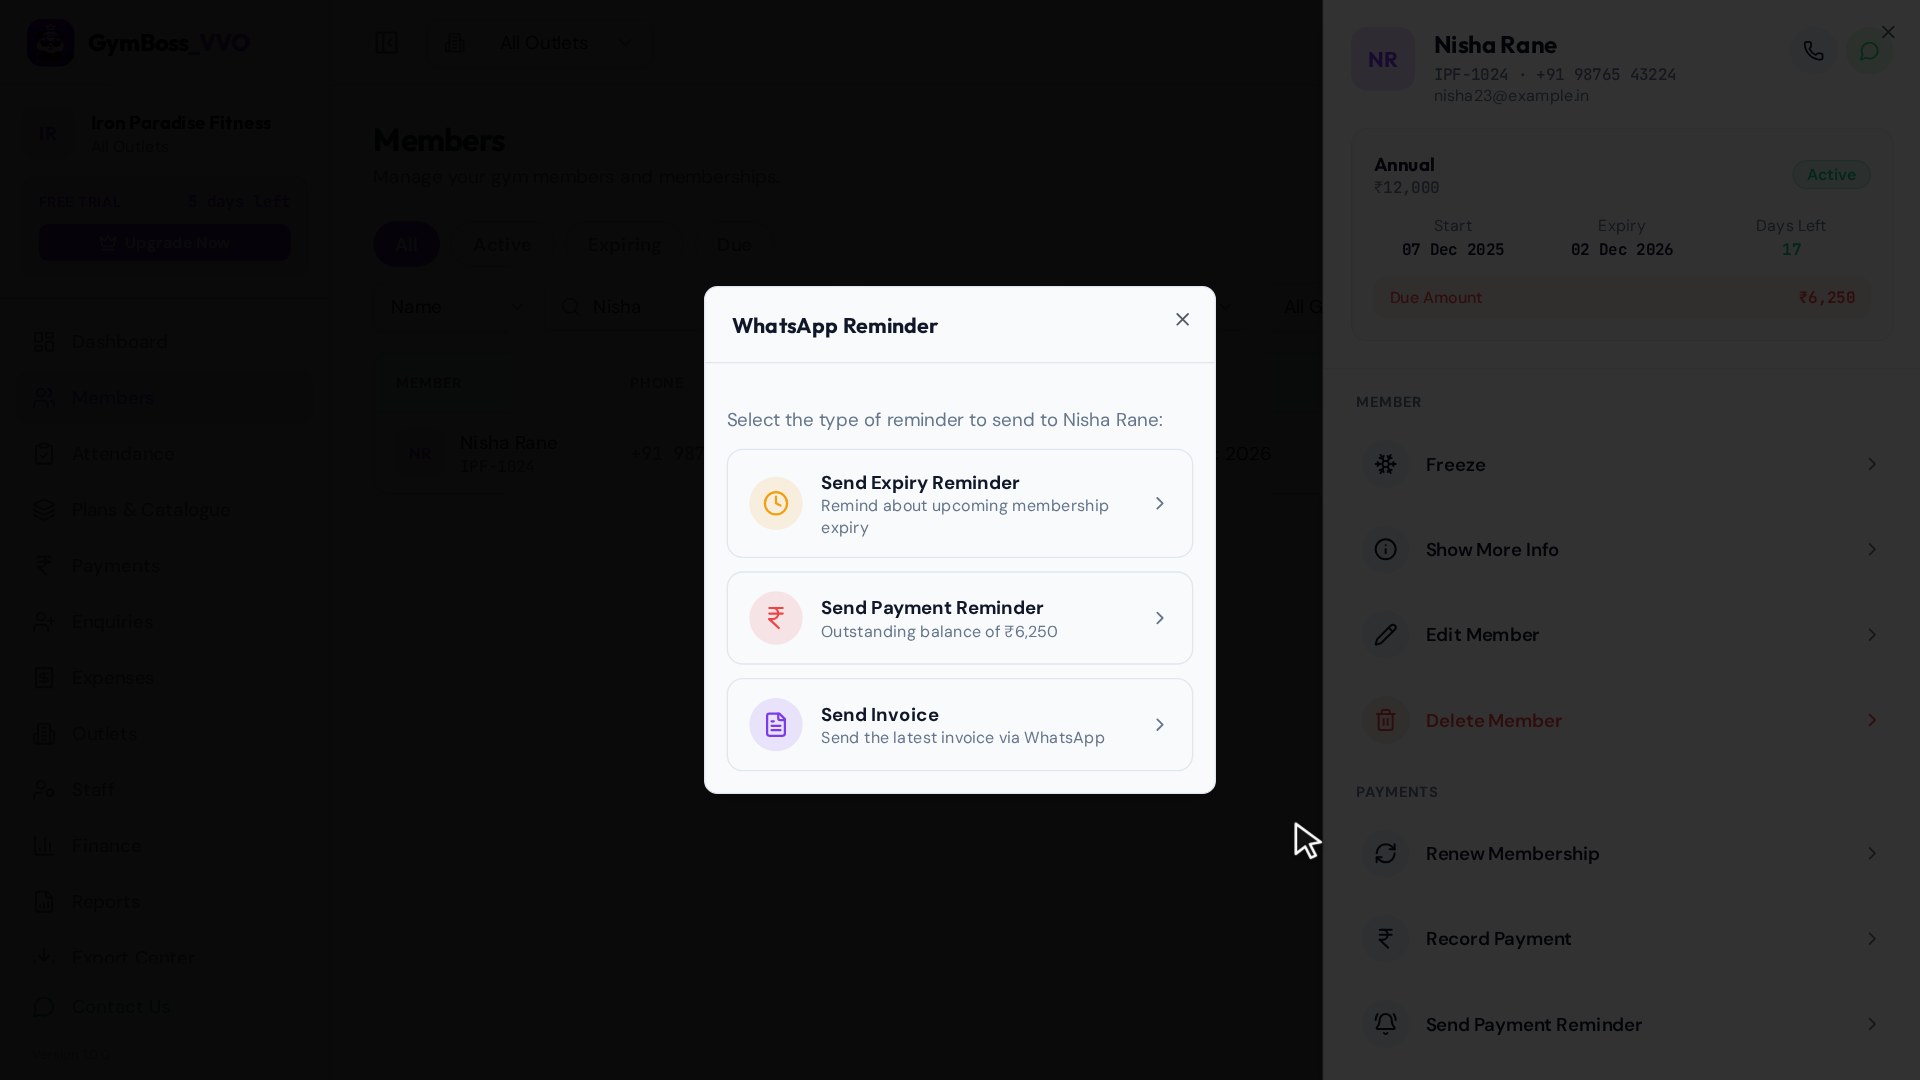 GymBoss_VVO
All Outlets
Iron Paradise Fitness
All Outlets
FREE TRIAL
5 days left
Upgrade Now
Dashboard
Members
Attendance
Plans & Catalogue
Payments
Enquiries
Expenses
Outlets
Staff
Finance
Reports
Export Center
Contact Us
Members
Manage your gym members and memberships.
All
Active
Expiring
Due
Name
Nisha
All G
MEMBER
PHONE
NR
Nisha Rane
IPF-1024
+91 987
2026
WhatsApp Reminder
Select the type of reminder to send to Nisha Rane:
Send Expiry Reminder
Remind about upcoming membership
expiry
Send Payment Reminder
Outstanding balance of ₹6,250
Send Invoice
Send the latest invoice via WhatsApp
NR
Nisha Rane
IPF-1024 · +91 98765 43224
nisha23@example.in
Annual
₹12,000
Active
Start
Expiry
Days Left
07 Dec 2025
02 Dec 2026
17
Due Amount
₹6,250
MEMBER
Freeze
Show More Info
Edit Member
Delete Member
PAYMENTS
Renew Membership
Record Payment
Send Payment Reminder